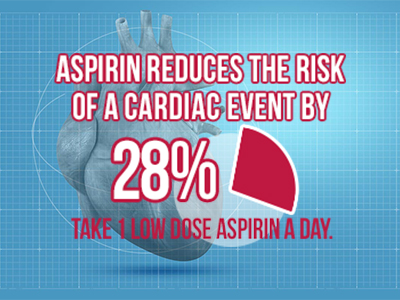 ASPIRIN REDUCES THE RISK
OF A CARDIAC EVENT BY
28%
TAKE 1 LOW DOSE ASPIRIN A DAY.